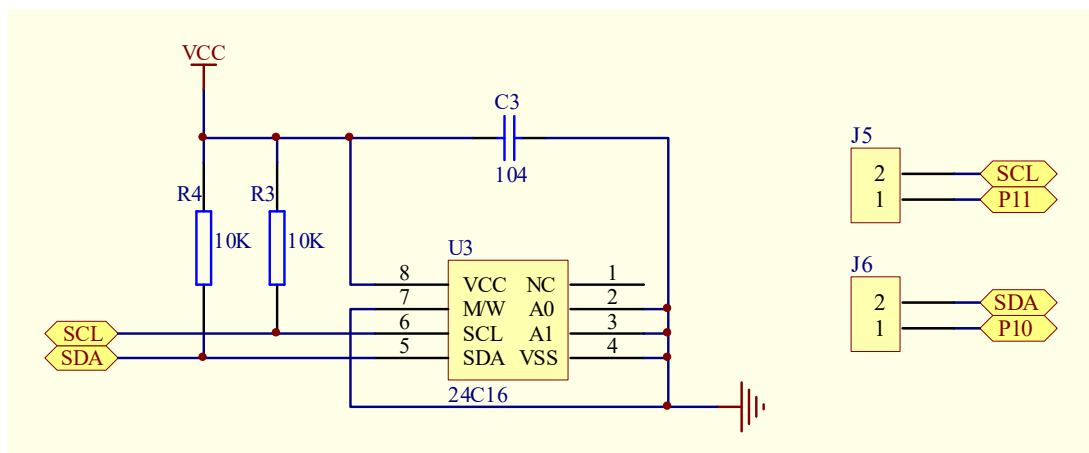 VCC
C3
104
R4
R3
10K
10K
U3
8 VCC NC 1
7 M/W A0 2
6 SCL A1 3
5 SDA VSS 4
24C16
SCL
SDA
J5
2 SCL
1 P11
J6
2 SDA
1 P10